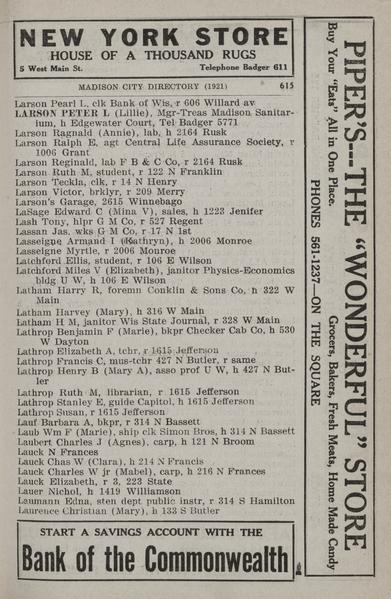 NEW YORK STORE
HOUSE OF A THOUSAND RUGS
5 West Main St. Telephone Badger 611
MADISON CITY DIRECTORY (1921) 615
Larson Pearl L, clk Bank of Wis, r 606 Willard av
LARSON PETER L (Lillie), Mgr-Treas Madison Sanitar-
ium, h Edgewater Court, Tel Badger 5771
Larson Ragnald (Annie), lab, h 2164 Rusk
Larson Ralph E, agt Central Life Assurance Society, r
1006 Grant
Larson Reginald, lab F B & C Co, r 2164 Rusk
Larson Ruth M, student, r 122 N Franklin
Larson Teckla, clk, r 14 N Henry
Larson Victor, brklyr, r 209 Merry
Larson's Garage, 2615 Winnebago
LaSage Edward C (Mina V), sales, h 1223 Jenifer
Lash Tony, hlpr G M Co, r 527 Regent
Lassan Jas. wks G M Co, r 17 N 1st
Lasseigne Armand I (Kathryn), h 2006 Monroe
Lasseigne Myrtle, r 2006 Monroe
Latchford Ellis, student, r 106 E Wilson
Latchford Miles V (Elizabeth), janitor Physics-Economics
bldg U W, h 106 E Wilson
Latham Harry R, foremn Conklin & Sons Co, h 322 W
Main
Latham Harvey (Mary), h 316 W Main
Latham H M, janitor Wis State Journal, r 328 W Main
Lathrop Benjamin F (Marie), bkpr Checker Cab Co, h 530
W Dayton
Lathrop Elizabeth A, tchr, r 1615 Jefferson
Lathrop Francis C, mus-tchr 427 N Butler, r same
Lathrop Henry B (Mary A), asso prof U W, h 427 N But-
ler
Lathrop Ruth M, librarian, r 1615 Jefferson
Lathrop Stanley E, guide Capitol, h 1615 Jefferson
Lathrop Susan, r 1615 Jefferson
Lauf Barbara A, bkpr, r 314 N Bassett
Laub Wm F (Marie), ship clk Simon Bros, h 314 N Bassett
Laubert Charles J (Agnes), carp, h 121 N Broom
Lauck N Frances
Lauck Chas W (Clara), h 214 N Francis
Lauck Charles W jr (Mabel), carp, h 216 N Frances
Lauck Elizabeth, r 3, 223 State
Lauer Nichol, h 1419 Williamson
Laumann Edna, sten dept public instr, r 314 S Hamilton
Laurence Christian (Mary), h 133 S Butler
START A SAVINGS ACCOUNT WITH THE
Bank of the Commonwealth
PIPER'S---THE "WONDERFUL" STORE
Buy Your "Eats" All in One Place. Grocers, Bakers, Fresh Meats, Home Made Candy
PHONES 561-1237—ON THE SQUARE